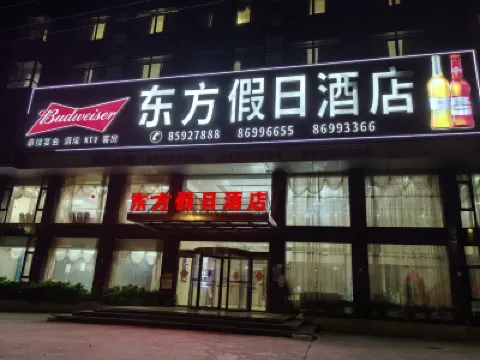 Budweiser
东方假日酒店
承接宴会 酒席 KTV 客房
85927888 86996655 86993366
东方假日酒店